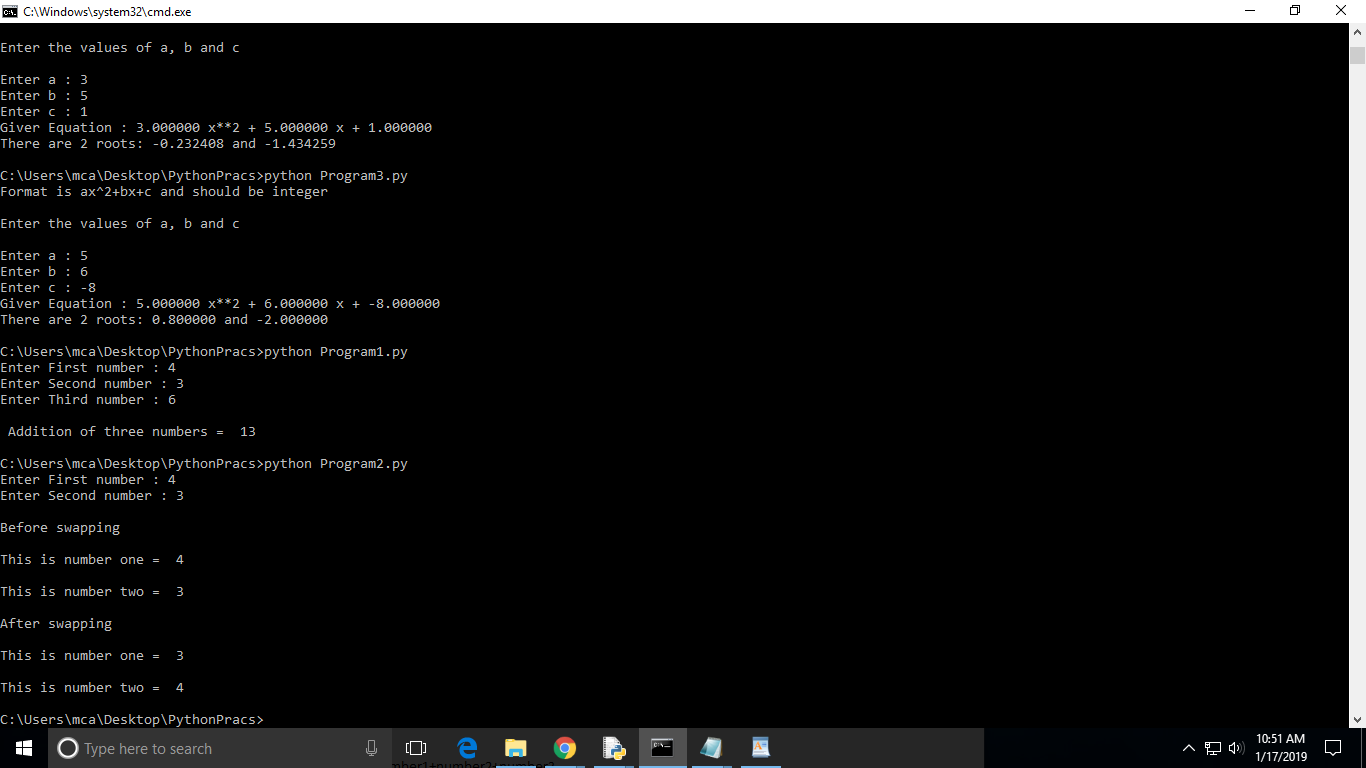 C:\Windows\system32\cmd.exe
Enter the values of a, b and c
Enter a : 3
Enter b : 5
Enter c : 1
Giver Equation : 3.000000 x**2 + 5.000000 x + 1.000000
There are 2 roots: -0.232408 and -1.434259
C:\Users\mca\Desktop\PythonPracs>python Program3.py
Format is ax^2+bx+c and should be integer
Enter the values of a, b and c
Enter a : 5
Enter b : 6
Enter c : -8
Giver Equation : 5.000000 x**2 + 6.000000 x + -8.000000
There are 2 roots: 0.800000 and -2.000000
C:\Users\mca\Desktop\PythonPracs>python Program1.py
Enter First number : 4
Enter Second number : 3
Enter Third number : 6
Addition of three numbers =  13
C:\Users\mca\Desktop\PythonPracs>python Program2.py
Enter First number : 4
Enter Second number : 3
Before swapping
This is number one =  4
This is number two =  3
After swapping
This is number one =  3
This is number two =  4
C:\Users\mca\Desktop\PythonPracs>
Type here to search
10:51 AM
1/17/2019